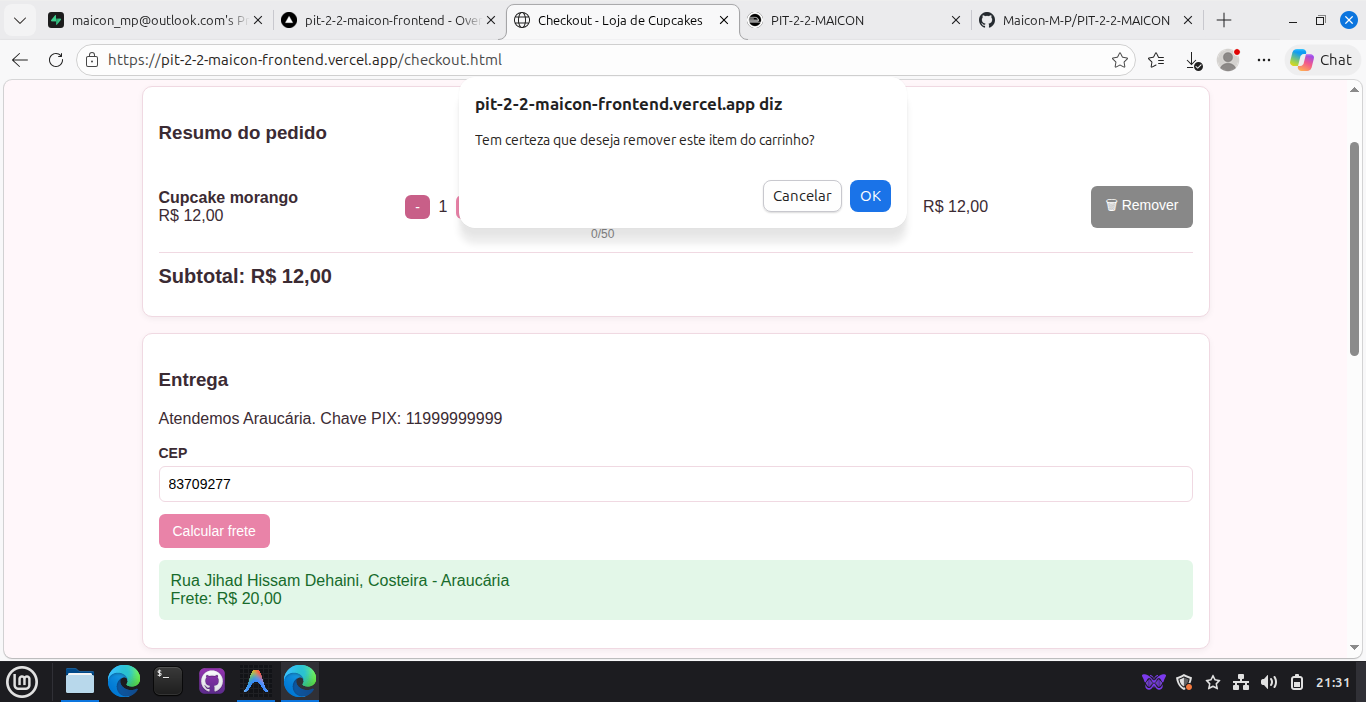 maicon_mp@outlook.com's Pr
pit-2-2-maicon-frontend - Over
Checkout - Loja de Cupcakes
PIT-2-2-MAICON
Maicon-M-P/PIT-2-2-MAICON
https://pit-2-2-maicon-frontend.vercel.app/checkout.html
Chat
pit-2-2-maicon-frontend.vercel.app diz
Tem certeza que deseja remover este item do carrinho?
Cancelar
OK
Resumo do pedido
Cupcake morango
R$ 12,00
- 1
R$ 12,00
Remover
0/50
Subtotal: R$ 12,00
Entrega
Atendemos Araucária. Chave PIX: 11999999999
CEP
83709277
Calcular frete
Rua Jihad Hissam Dehaini, Costeira - Araucária
Frete: R$ 20,00
21:31